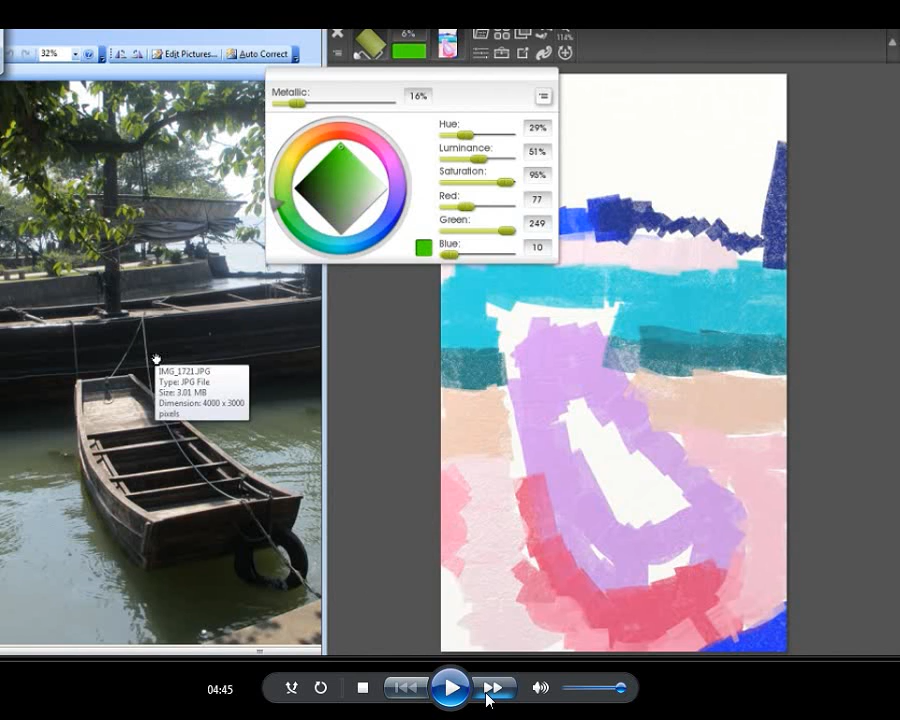 32%
Edit Pictures...
Auto Correct
6%
Metallic:
16%
Hue:
29%
Luminance:
51%
Saturation:
95%
Red:
77
Green:
249
Blue:
10
IMG_1721.JPG
Type: JPG File
Size: 3.01 MB
Dimension: 4000 x 3000
pixels
04:45